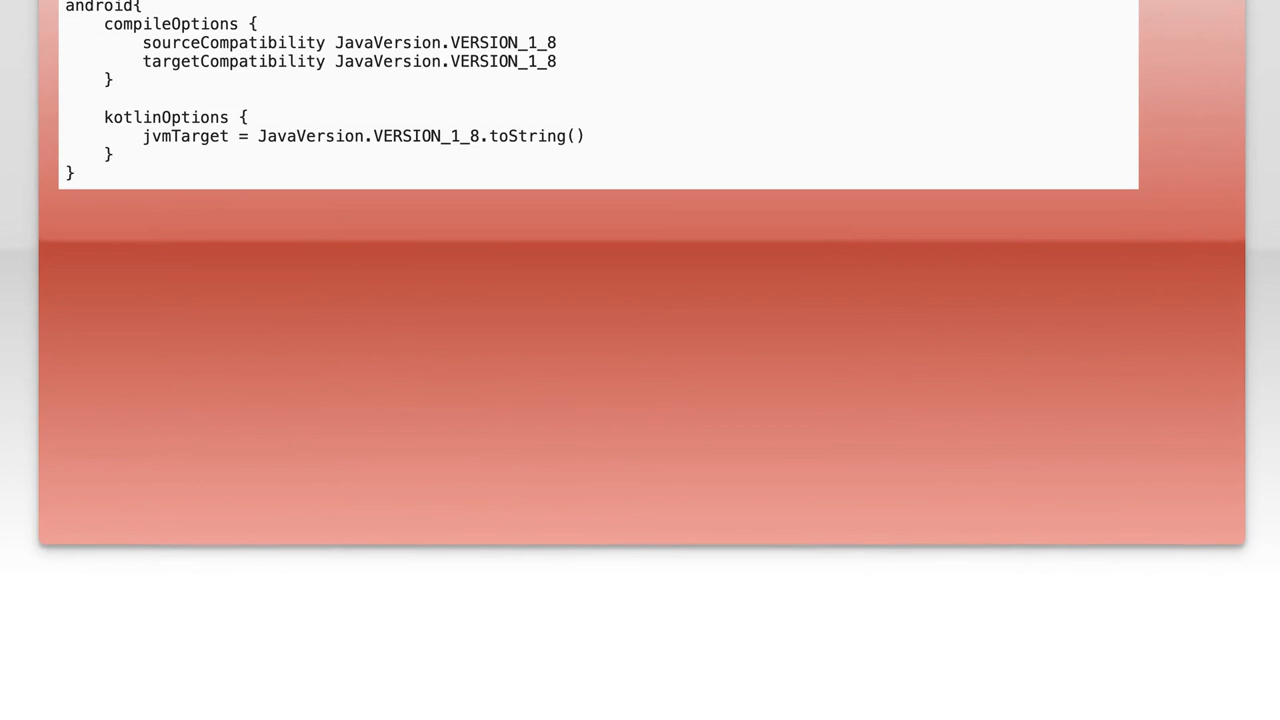 android{
    compileOptions {
        sourceCompatibility JavaVersion.VERSION_1_8
        targetCompatibility JavaVersion.VERSION_1_8
    }

    kotlinOptions {
        jvmTarget = JavaVersion.VERSION_1_8.toString()
    }
}